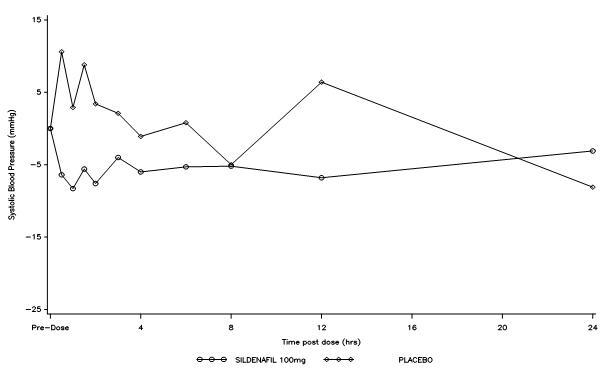 15
5
−5
−15
−25
Systolic Blood Pressure (mmHg)
Pre−Dose 4 8 12 16 20 24
Time post dose (hrs)
SILDENAFIL 100mg PLACEBO